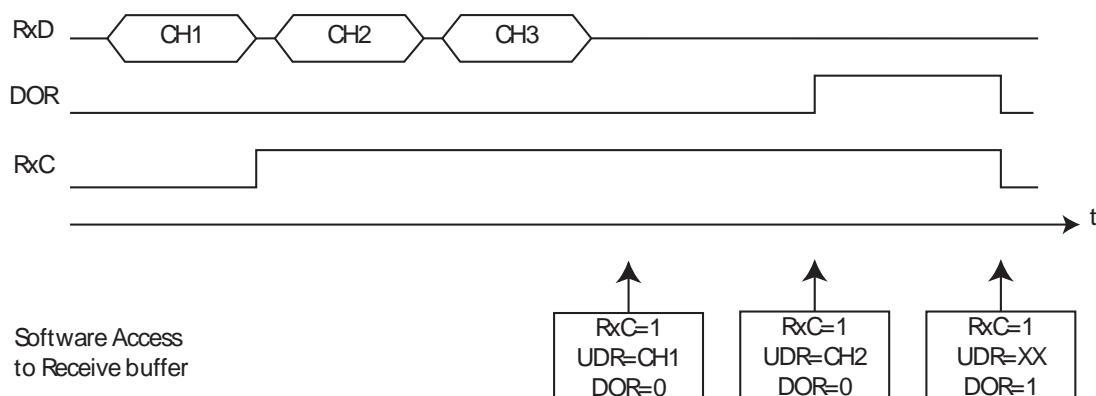 RxD
CH1 CH2 CH3
DOR
RxC
t
Software Access
to Receive buffer
RxC=1
UDR=CH1
DOR=0
RxC=1
UDR=CH2
DOR=0
RxC=1
UDR=XX
DOR=1